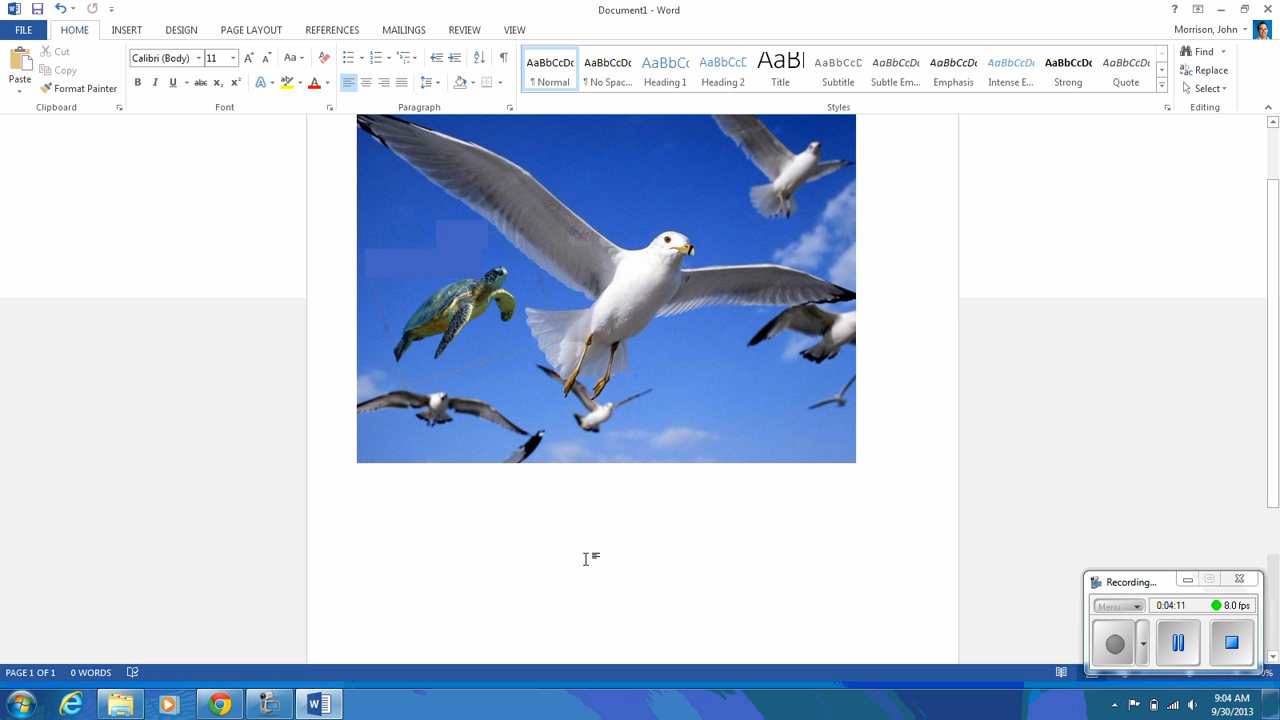 Document1 - Word
Morrison, John
FILE HOME INSERT DESIGN PAGE LAYOUT REFERENCES MAILINGS REVIEW VIEW
Paste
Cut
Copy
Format Painter
Clipboard
Calibri (Body) 11
Font
Paragraph
AaBbCcDc AaBbCcDc AaBbCc AaBbCcD AaBl AaBbCcD AaBbCcDc AaBbCcDc AaBbCcDc AaBbCcDc AaBbCcDc
¶ Normal ¶ No Spac... Heading 1 Heading 2 Title Subtitle Subtle Em... Emphasis Intense E... Strong Quote
Styles
Find
Replace
Select
Editing
Recording...
Menu 0:04:11 8.0 fps
PAGE 1 OF 1 0 WORDS
9:04 AM
9/30/2013